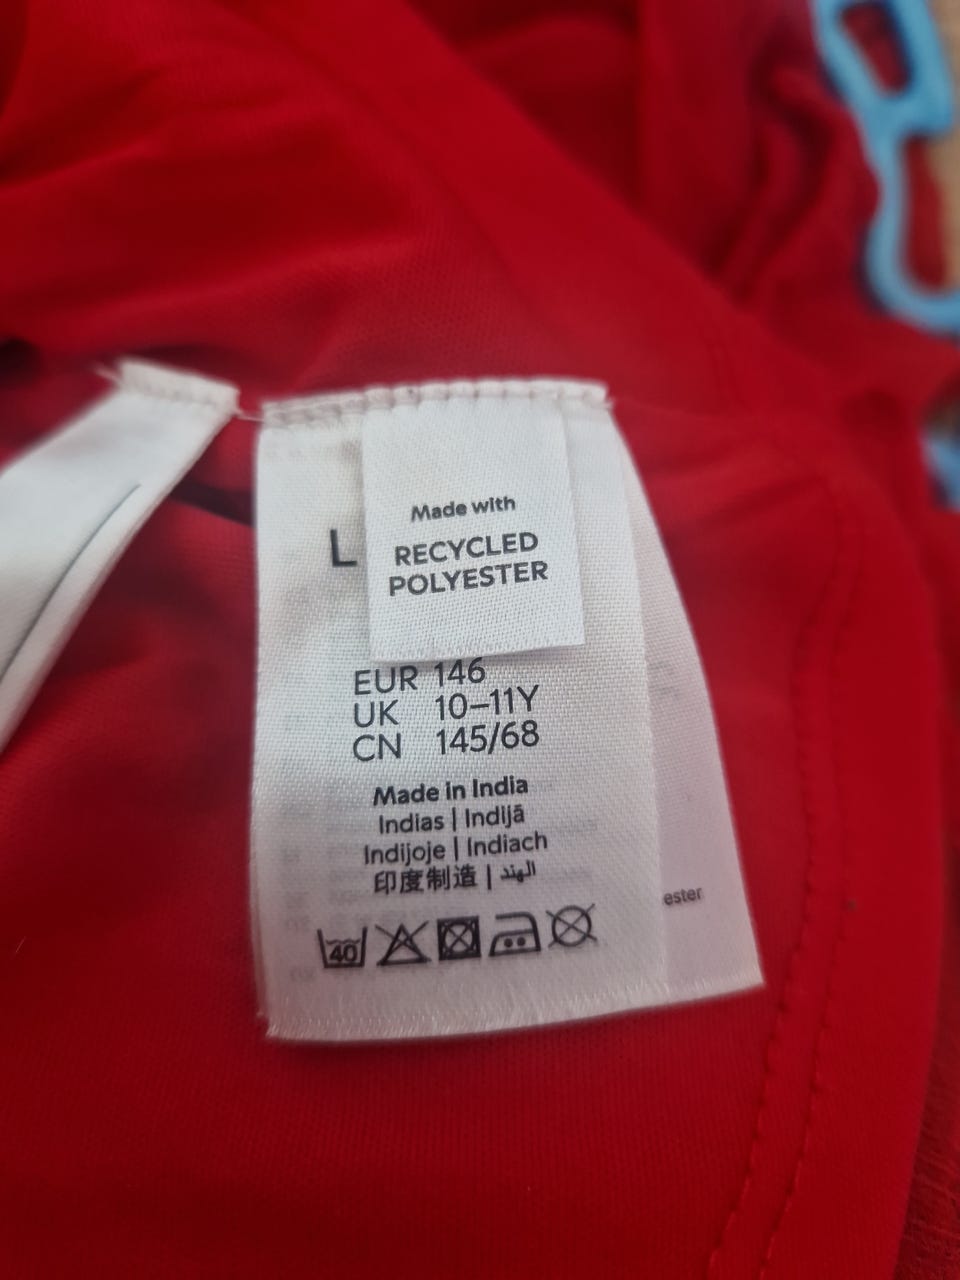 Made with
RECYCLED
POLYESTER
L
EUR 146
UK 10–11Y
CN 145/68
Made in India
Indias | Indijā
Indijoje | Indiach
印度制造 | الهند
40
ester